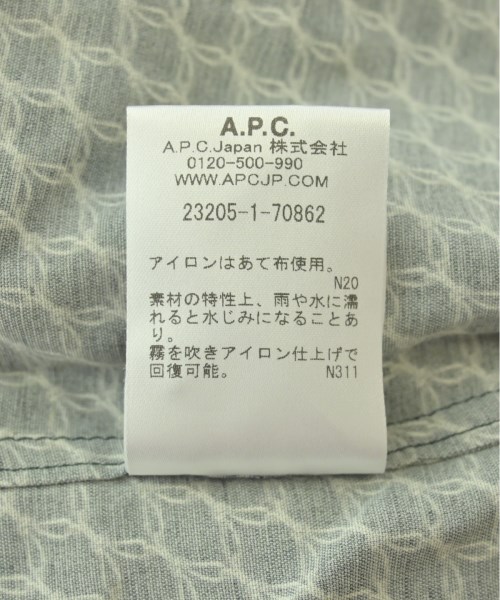 A.P.C.
A.P.C.Japan 株式会社
0120-500-990
WWW.APCJP.COM
23205-1-70862
アイロンはあて布使用。
N20
素材の特性上、雨や水に濡
れると水じみになることあ
り。
霧を吹きアイロン仕上げで
回復可能。 N311